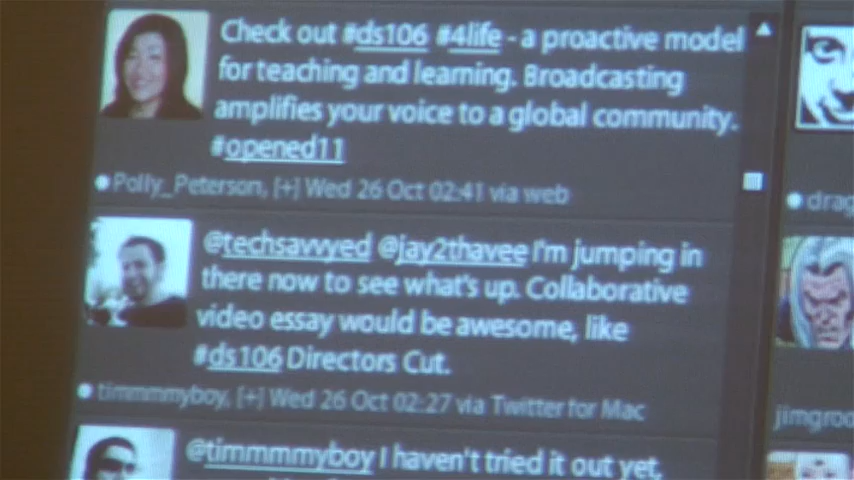 Check out #ds106 #4life - a proactive model
for teaching and learning. Broadcasting
amplifies your voice to a global community.
#opened11
Polly_Peterson, [+] Wed 26 Oct 02:41 via web
@techsavvyed @jay2thavee I'm jumping in
there now to see what's up. Collaborative
video essay would be awesome, like
#ds106 Directors Cut.
timmmmyboy, [+] Wed 26 Oct 02:27 via Twitter for Mac
@timmmmyboy I haven't tried it out yet,
drag
jimgroo